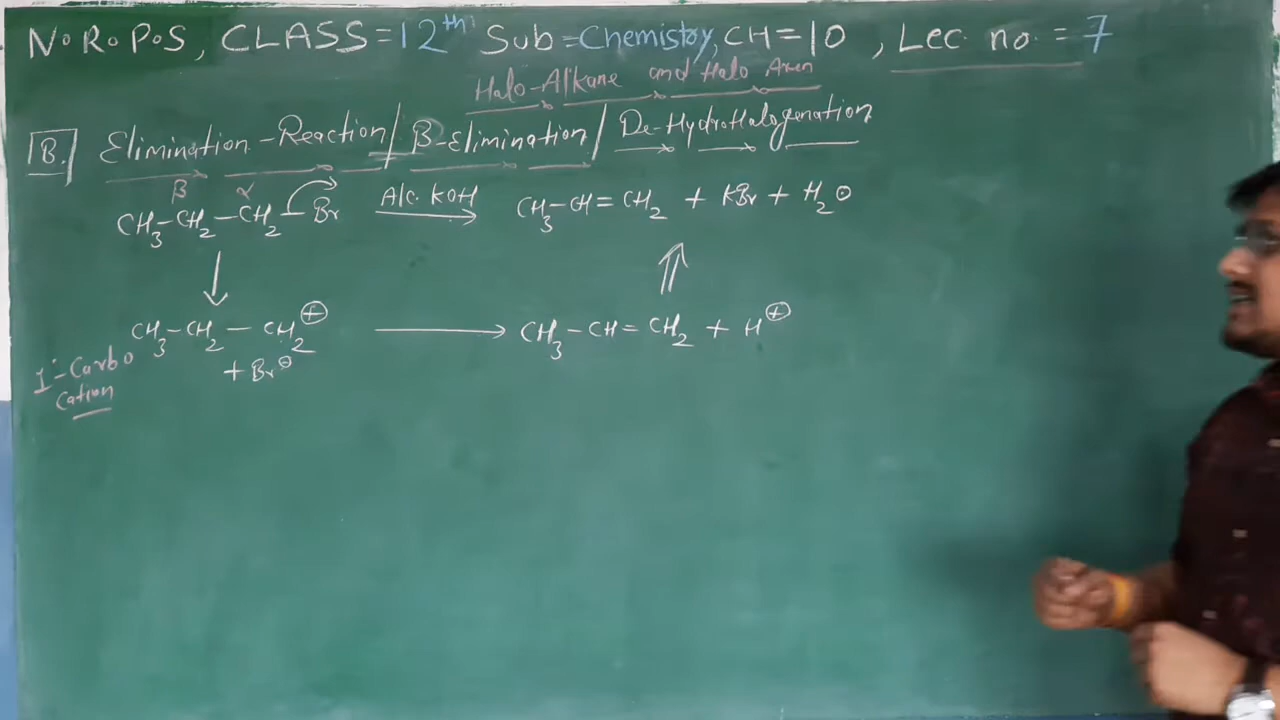 N.R.P.S, CLASS=12th Sub=Chemistry, CH=10, Lec no.=7
Halo-Alkane and Halo Aren
B. Elimination-Reaction/β-Elimination/De-HydroHalogenation
β α
CH3-CH2-CH2-Br Alc. KOH → CH3-CH=CH2 + KBr + H2O
↓ ⇑
CH3-CH2-CH2⊕ → CH3-CH=CH2 + H⊕
+ Br⊖
1°-Carbo
Cation